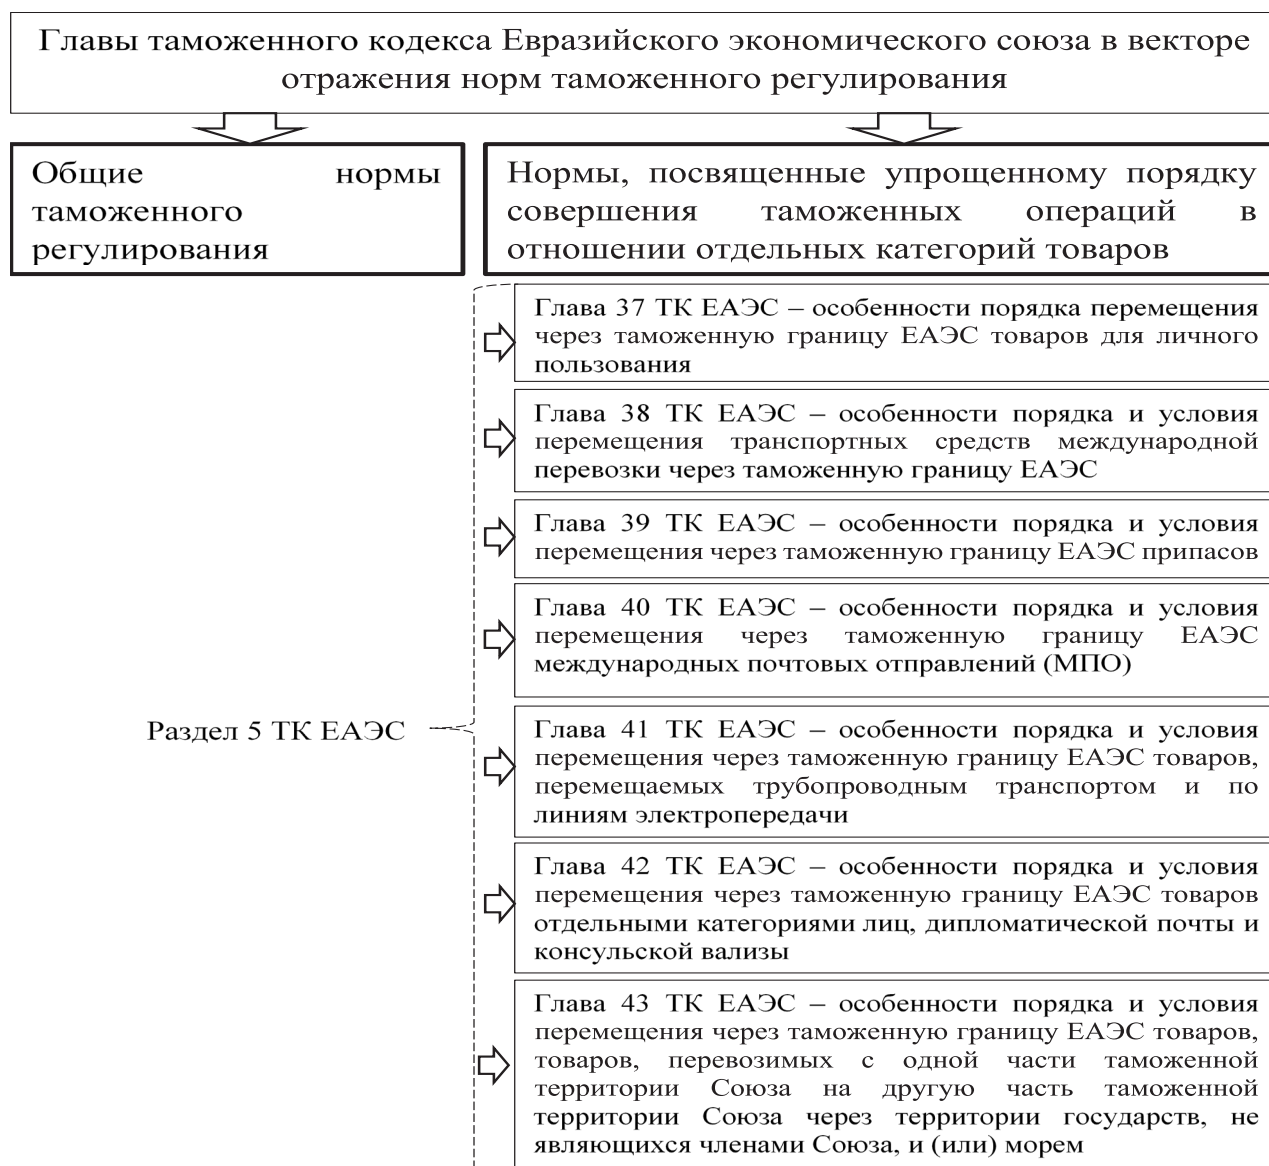 Главы таможенного кодекса Евразийского экономического союза в векторе
отражения норм таможенного регулирования
Общие нормы
таможенного
регулирования
Нормы, посвященные упрощенному порядку
совершения таможенных операций в
отношении отдельных категорий товаров
Глава 37 ТК ЕАЭС – особенности порядка перемещения
через таможенную границу ЕАЭС товаров для личного
пользования
Глава 38 ТК ЕАЭС – особенности порядка и условия
перемещения транспортных средств международной
перевозки через таможенную границу ЕАЭС
Глава 39 ТК ЕАЭС – особенности порядка и условия
перемещения через таможенную границу ЕАЭС припасов
Глава 40 ТК ЕАЭС – особенности порядка и условия
перемещения через таможенную границу ЕАЭС
международных почтовых отправлений (МПО)
Раздел 5 ТК ЕАЭС
Глава 41 ТК ЕАЭС – особенности порядка и условия
перемещения через таможенную границу ЕАЭС товаров,
перемещаемых трубопроводным транспортом и по
линиям электропередачи
Глава 42 ТК ЕАЭС – особенности порядка и условия
перемещения через таможенную границу ЕАЭС товаров
отдельными категориями лиц, дипломатической почты и
консульской вализы
Глава 43 ТК ЕАЭС – особенности порядка и условия
перемещения через таможенную границу ЕАЭС товаров,
товаров, перевозимых с одной части таможенной
территории Союза на другую часть таможенной
территории Союза через территории государств, не
являющихся членами Союза, и (или) морем